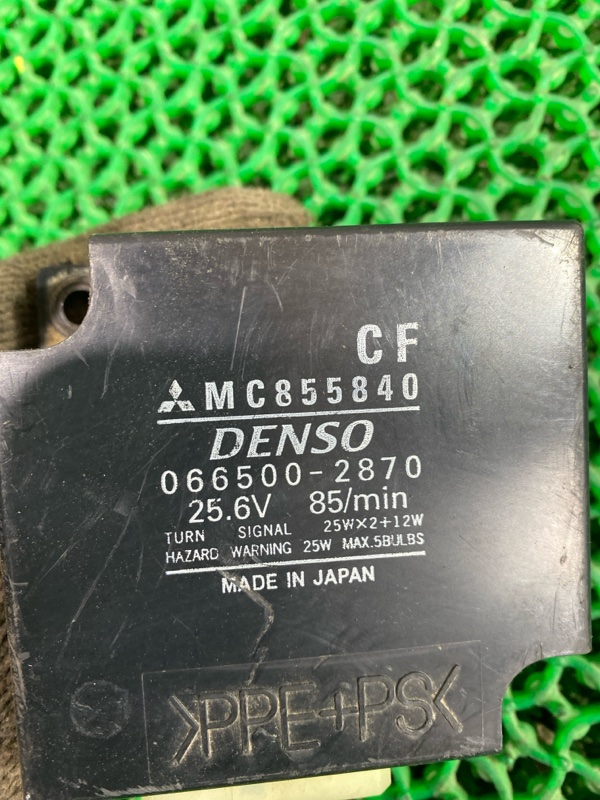 CF
MC855840
DENSO
066500-2870
25.6V 85/min
TURN SIGNAL 25W×2+12W
HAZARD WARNING 25W MAX.5BULBS
MADE IN JAPAN
>PPE+PS<